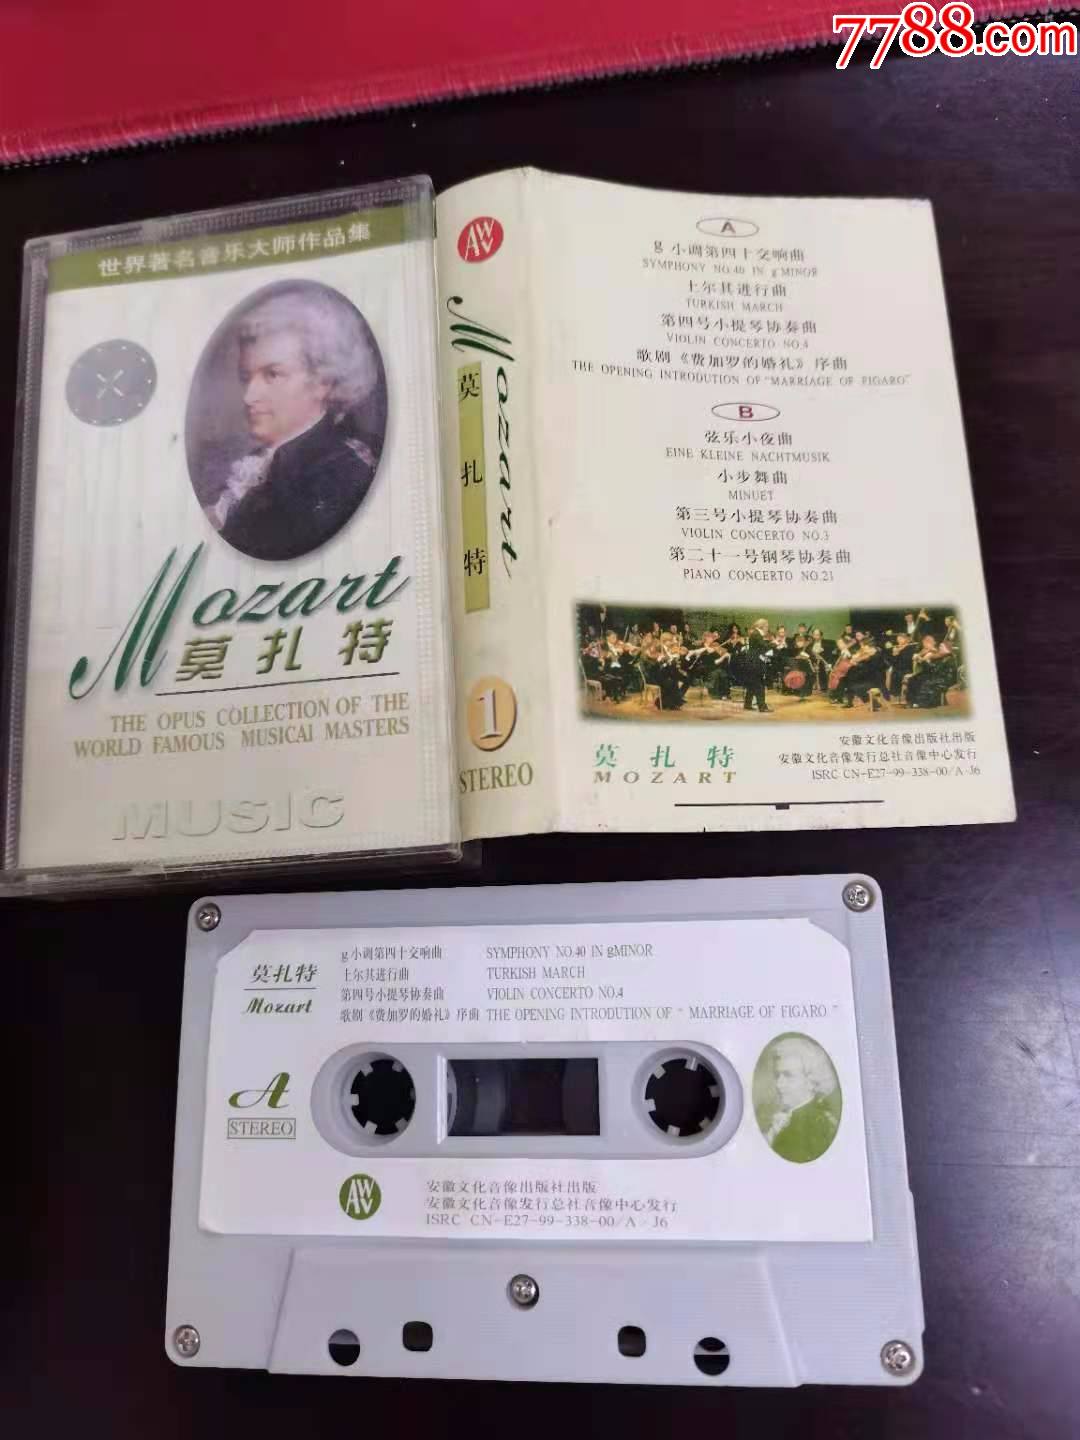 7788.com
世界著名音乐大师作品集
Mozart
莫扎特
THE OPUS COLLECTION OF THE
WORLD FAMOUS MUSICAI MASTERS
MUSIC
AWV
Mozart
莫扎特
1
STEREO
A
g 小调第四十交响曲
SYMPHONY NO.40 IN g MINOR
土尔其进行曲
TURKISH MARCH
第四号小提琴协奏曲
VIOLIN CONCERTO NO.4
歌剧《费加罗的婚礼》序曲
THE OPENING INTRODUTION OF "MARRIAGE OF FIGARO"
B
弦乐小夜曲
EINE KLEINE NACHTMUSIK
小步舞曲
MINUET
第三号小提琴协奏曲
VIOLIN CONCERTO NO.3
第二十一号钢琴协奏曲
PIANO CONCERTO NO.21
莫扎特
MOZART
安徽文化音像出版社出版
安徽文化音像发行总社音像中心发行
ISRC CN-E27-99-338-00/A·J6
莫扎特
Mozart
g小调第四十交响曲 SYMPHONY NO.40 IN gMINOR
土尔其进行曲 TURKISH MARCH
第四号小提琴协奏曲 VIOLIN CONCERTO NO.4
歌剧《费加罗的婚礼》序曲 THE OPENING INTRODUTION OF " MARRIAGE OF FIGARO "
A
STEREO
AWV
安徽文化音像出版社出版
安徽文化音像发行总社音像中心发行
ISRC CN-E27-99-338-00/A·J6